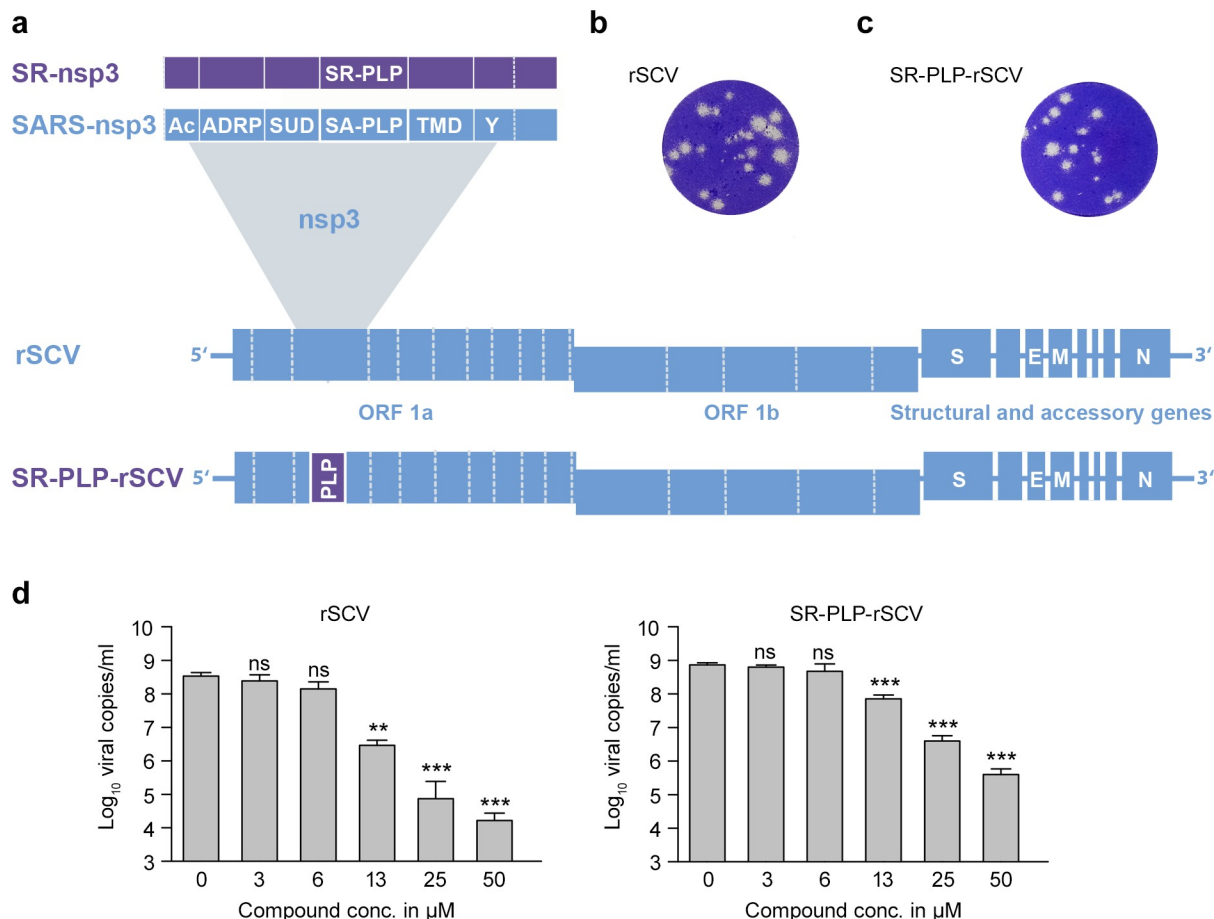 a
SR-nsp3
SR-PLP
SARS-nsp3
Ac ADRP SUD SA-PLP TMD Y
nsp3
b
rSCV
c
SR-PLP-rSCV
rSCV
5‘
S E M N
3‘
ORF 1a
ORF 1b
Structural and accessory genes
SR-PLP-rSCV
5‘
PLP
S E M N
3‘
d
rSCV
Log10 viral copies/ml
10
9
8
7
6
5
4
3
ns
ns
**
***
***
0 3 6 13 25 50
Compound conc. in µM
SR-PLP-rSCV
Log10 viral copies/ml
10
9
8
7
6
5
4
3
ns
ns
***
***
***
0 3 6 13 25 50
Compound conc. in µM